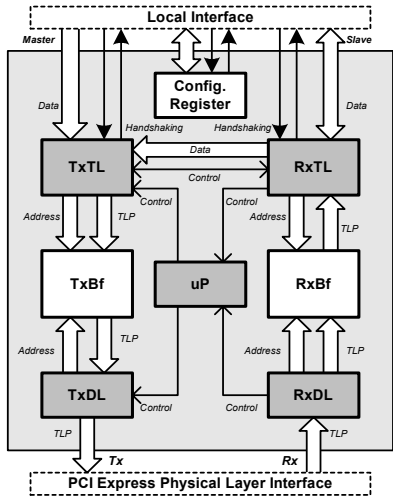 Local Interface
Master
Slave
Config.
Register
Data
Data
Handshaking
Handshaking
Data
TxTL
RxTL
Control
Address
TLP
Control
Control
Address
TLP
TxBf
uP
RxBf
TLP
Address
Address
TLP
TxDL
RxDL
Control
Control
TLP
Tx
Rx
TLP
PCI Express Physical Layer Interface